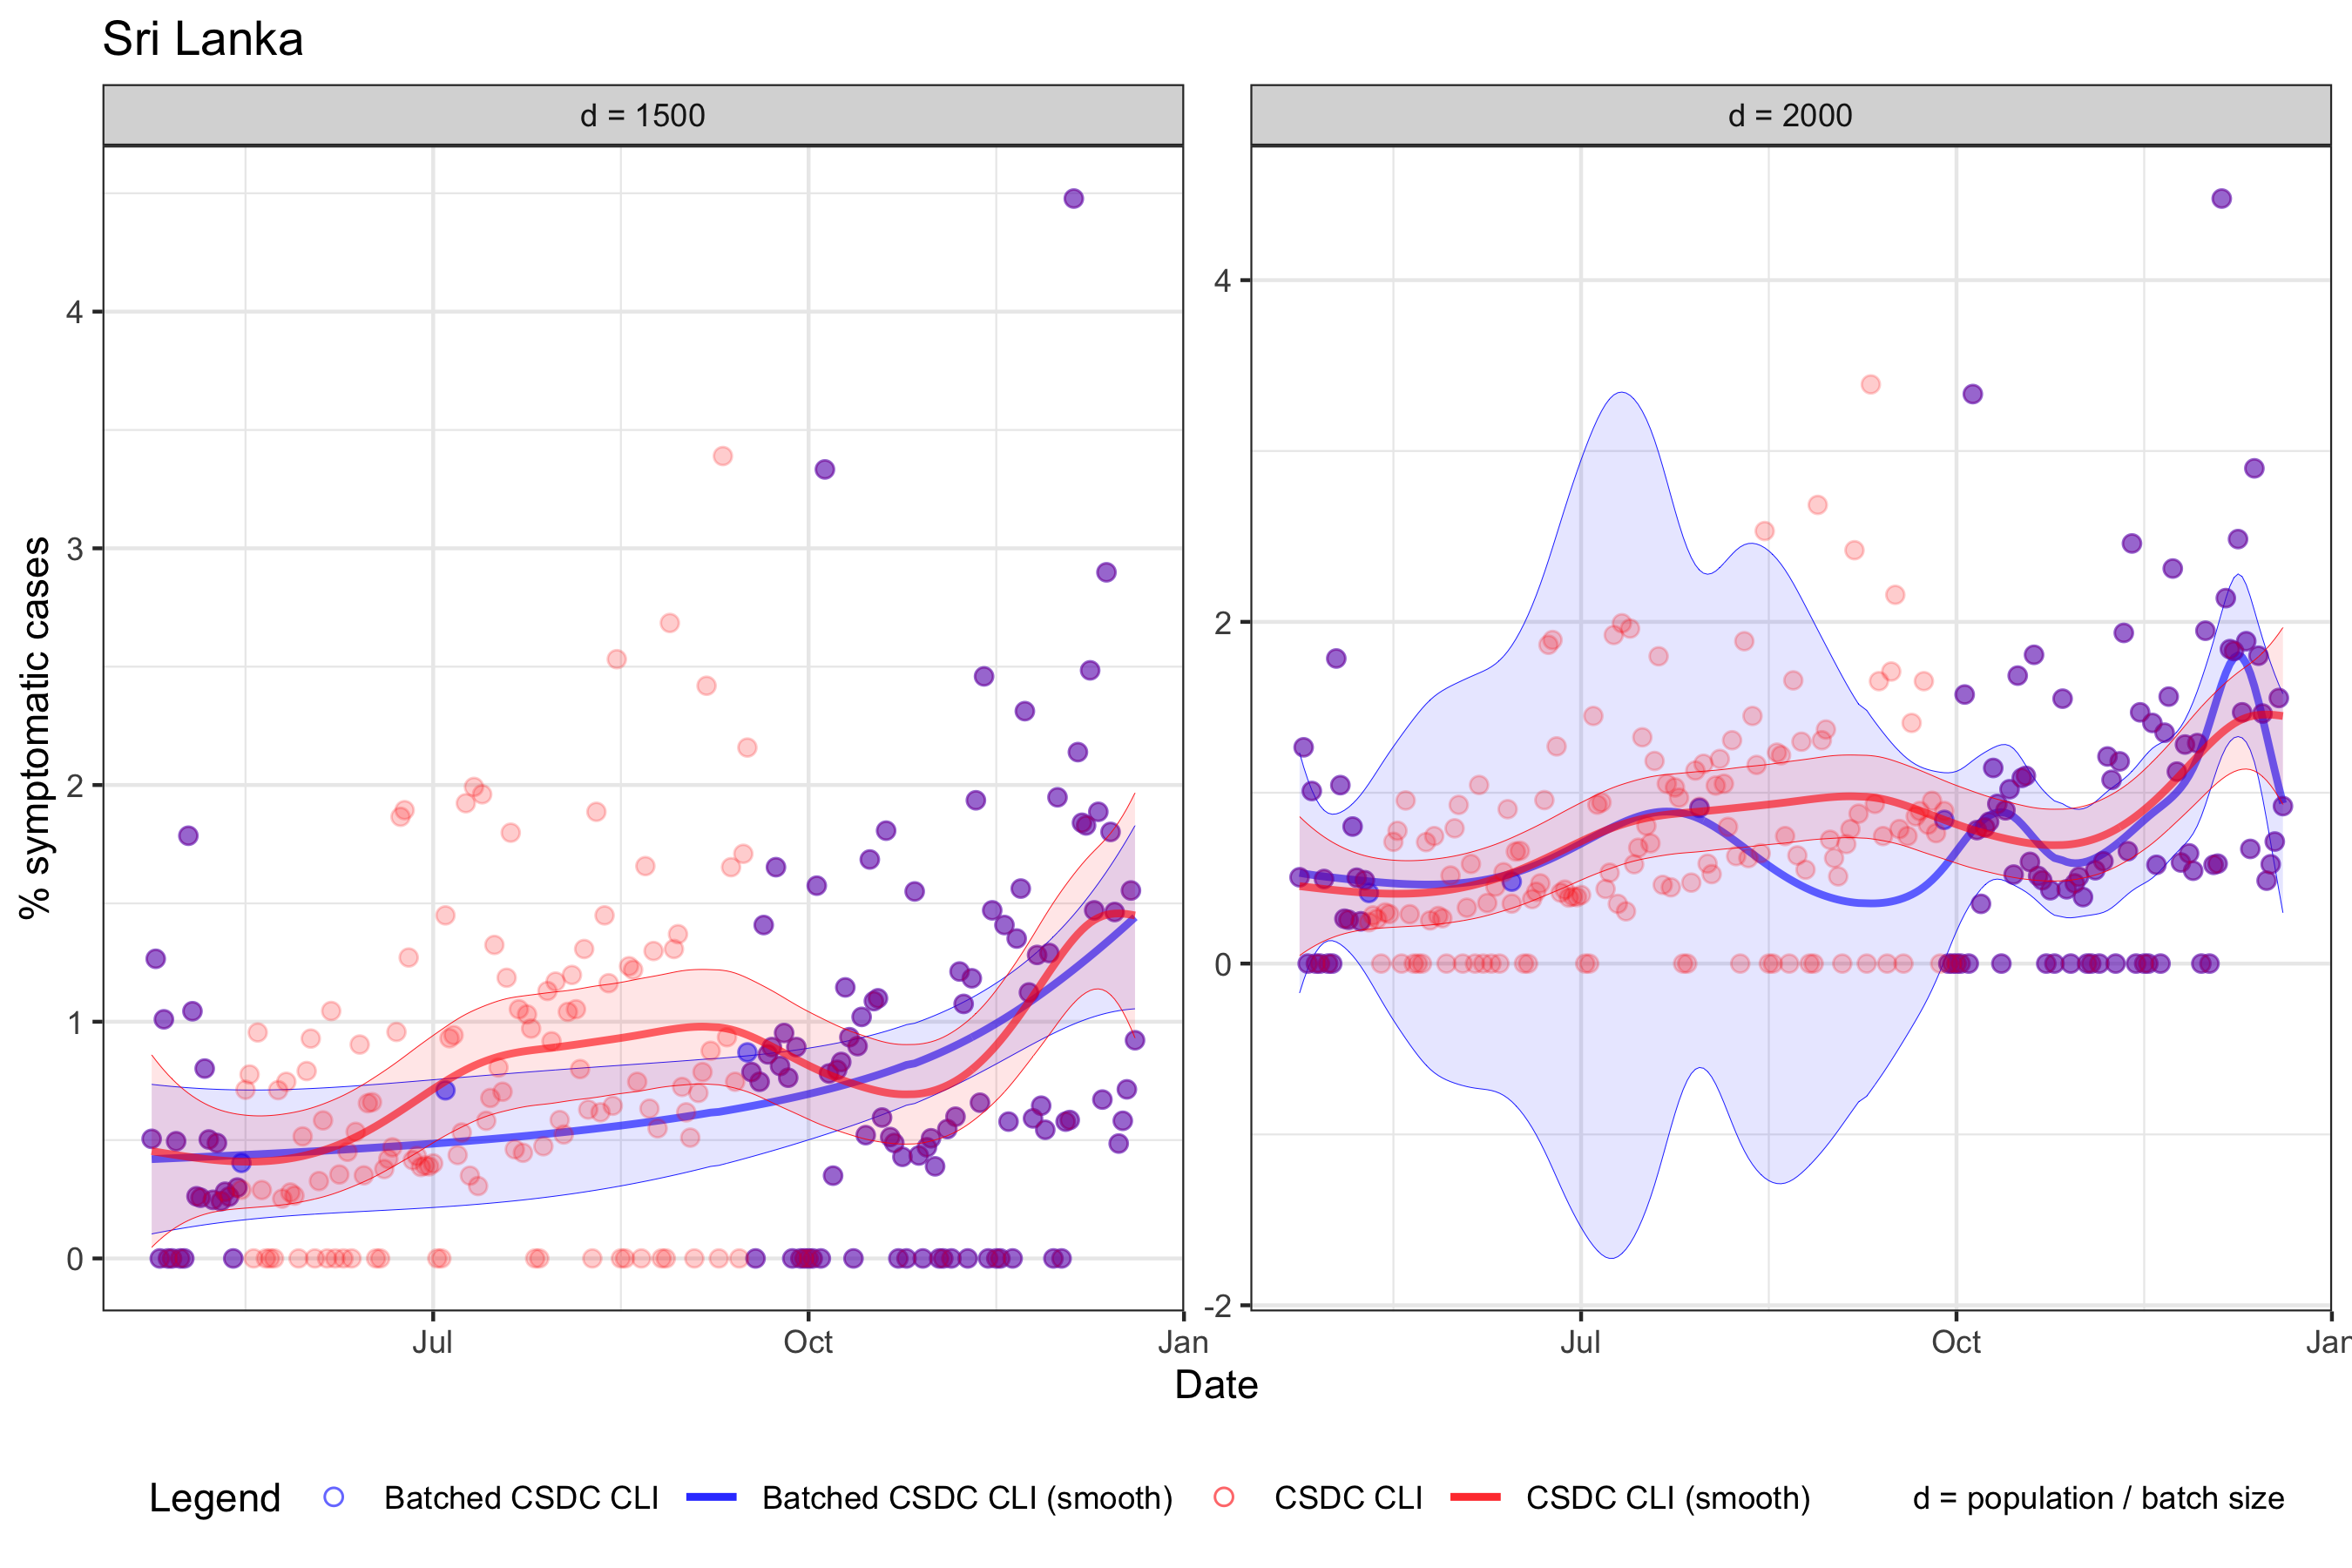 Sri Lanka
d = 1500
d = 2000
% symptomatic cases
4
3
2
1
0
4
2
0
-2
Jul
Oct
Jan
Jul
Oct
Jan
Date
Legend
Batched CSDC CLI
Batched CSDC CLI (smooth)
CSDC CLI
CSDC CLI (smooth)
d = population / batch size